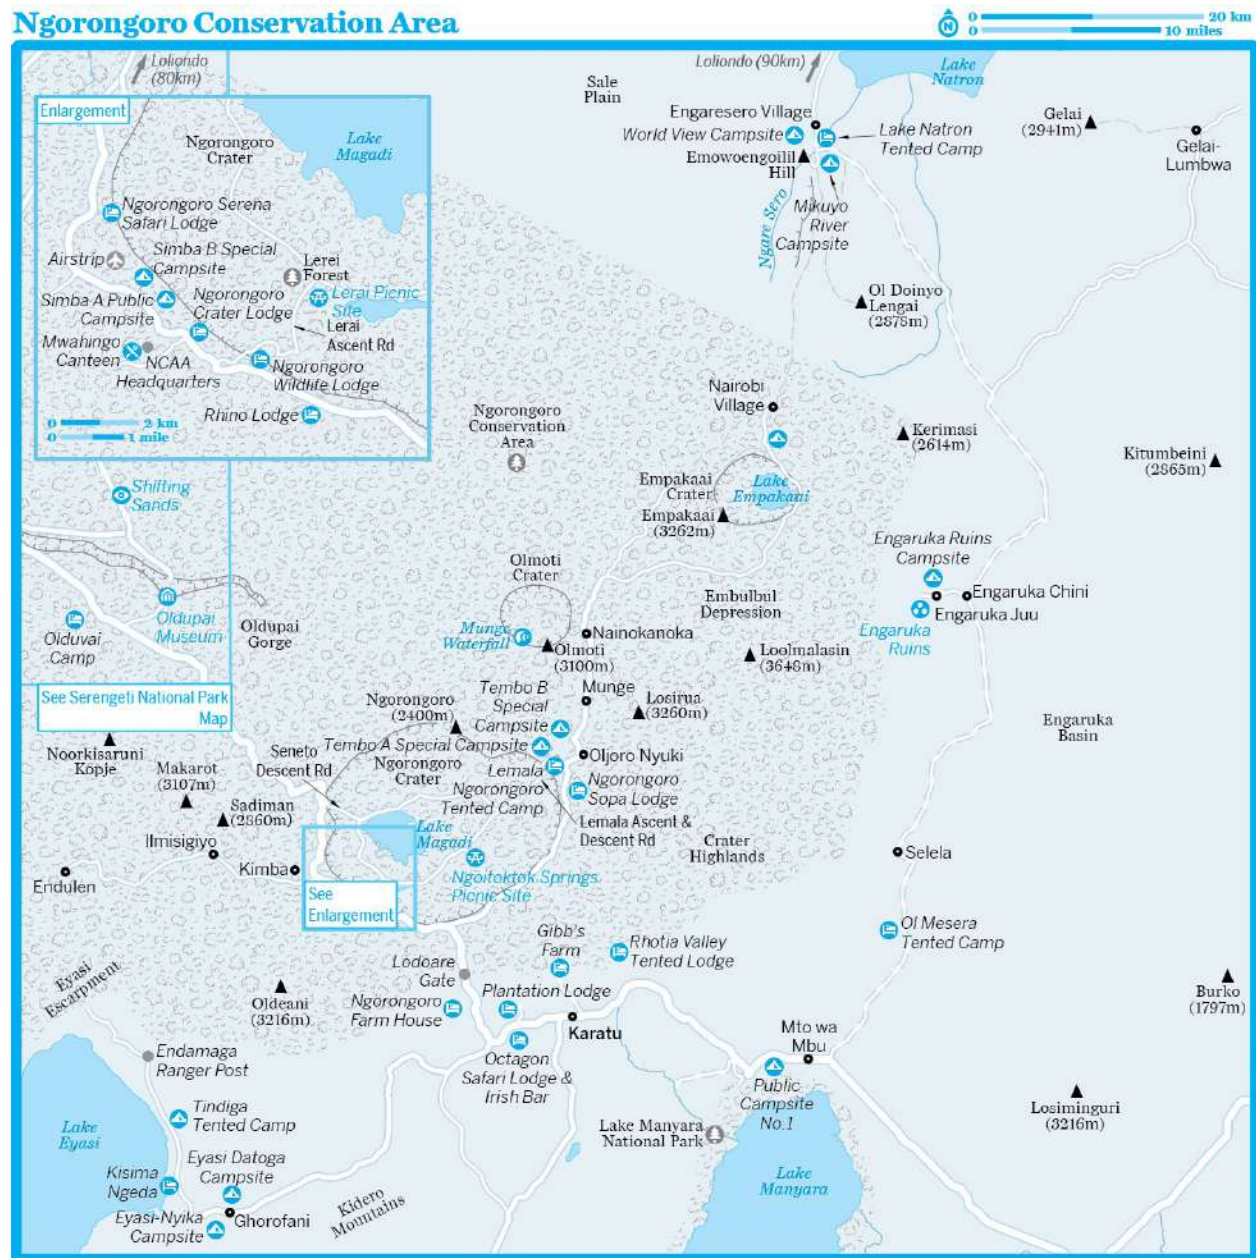 Ngorongoro Conservation Area
0
20 km
0
10 miles
N
Loliondo
(80km)
Enlargement
Ngorongoro
Crater
Lake
Magadi
Ngorongoro Serena
Safari Lodge
Simba B Special
Campsite
Airstrip
Lerei
Forest
Simba A Public
Campsite
Ngorongoro
Crater Lodge
Lerai Picnic
Site
Lerai
Ascent Rd
Mwahingo
Canteen
NCAA
Headquarters
Ngorongoro
Wildlife Lodge
Rhino Lodge
0
2 km
0
1 mile
Sale
Plain
Loliondo (90km)
Lake
Natron
Engaresero Village
World View Campsite
Lake Natron
Tented Camp
Emowoengoilil
Hill
Gelai
(2941m)
Gelai-
Lumbwa
Ngare Sero
Mikuyo
River
Campsite
Ol Doinyo
Lengai
(2878m)
Nairobi
Village
Ngorongoro
Conservation
Area
Kerimasi
(2614m)
Kitumbeini
(2865m)
Empakaai
Crater
Lake
Empakaai
Empakaai
(3262m)
Shifting
Sands
Engaruka Ruins
Campsite
Olmoti
Crater
Embulbul
Depression
Engaruka Chini
Engaruka Juu
Engaruka
Ruins
Olduvai
Camp
Oldupai
Museum
Oldupai
Gorge
Munge
Waterfall
Nainokanoka
Olmoti
(3100m)
Loolmalasin
(3648m)
See Serengeti National Park
Map
Ngorongoro
(2400m)
Tembo B
Special
Campsite
Munge
Losirua
(3260m)
Engaruka
Basin
Noorkisaruni
Kopje
Seneto
Descent Rd
Tembo A Special Campsite
Oljoro Nyuki
Makarot
(3107m)
Ngorongoro
Crater
Lemala
Ngorongoro
Tented Camp
Ngorongoro
Sopa Lodge
Sadiman
(2860m)
Lemala Ascent &
Descent Rd
Lake
Magadi
Ilmisigiyo
Crater
Highlands
Selela
Endulen
Kimba
Ngoitoktok Springs
Picnic Site
See
Enlargement
Ol Mesera
Tented Camp
Gibb's
Farm
Rhotia Valley
Tented Lodge
Eyasi
Escarpment
Lodoare
Gate
Oldeani
(3216m)
Ngorongoro
Farm House
Plantation Lodge
Karatu
Burko
(1797m)
Mto wa
Mbu
Endamaga
Ranger Post
Octagon
Safari Lodge &
Irish Bar
Public
Campsite
No.1
Losiminguri
(3216m)
Tindiga
Tented Camp
Lake
Eyasi
Lake Manyara
National Park
Eyasi Datoga
Campsite
Kisima
Ngeda
Lake
Manyara
Kidero
Mountains
Ghorofani
Eyasi-Nyika
Campsite